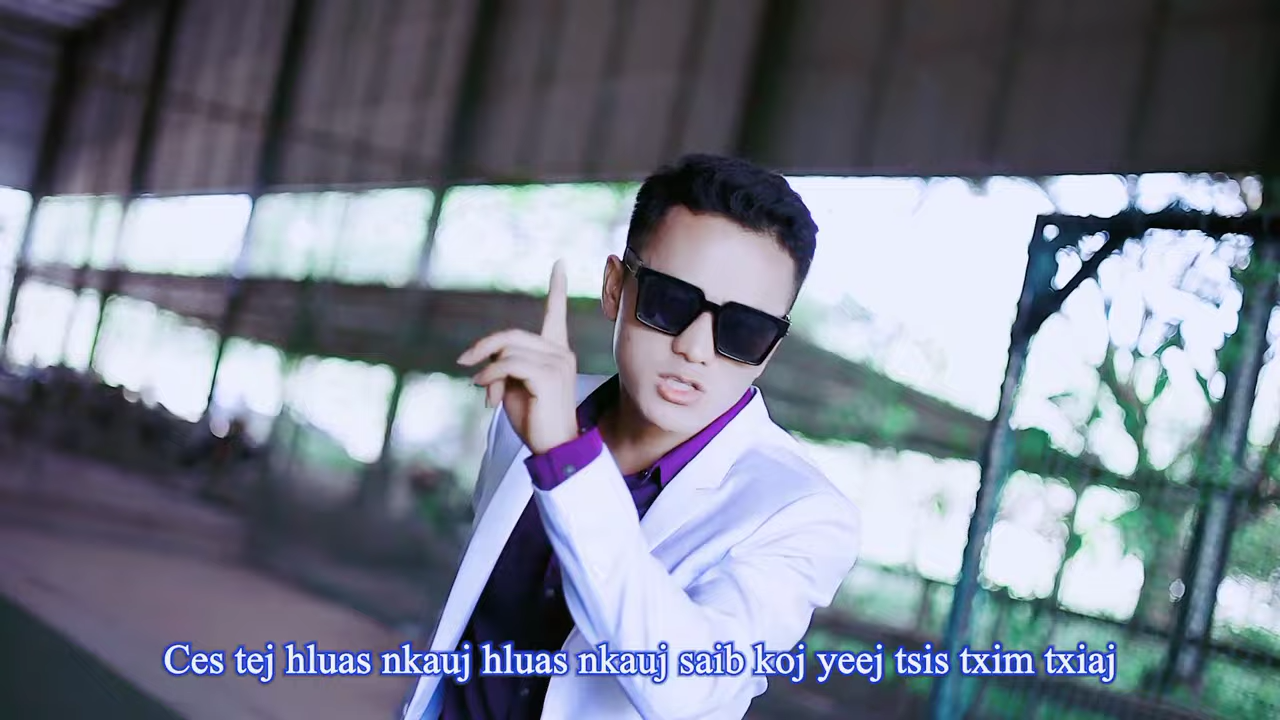 Ces tej hluas nkauj hluas nkauj saib koj yeej tsis txim txiaj